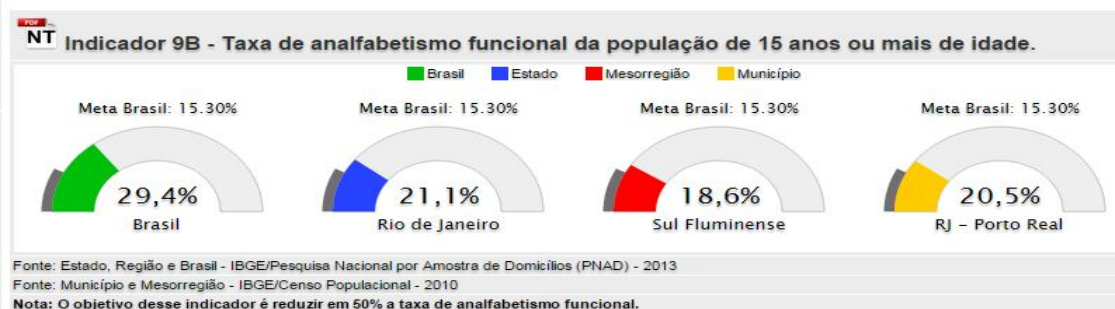 PDF
NT
Indicador 9B - Taxa de analfabetismo funcional da população de 15 anos ou mais de idade.
Brasil Estado Mesorregião Município
Meta Brasil: 15.30% Meta Brasil: 15.30% Meta Brasil: 15.30% Meta Brasil: 15.30%
29,4% 21,1% 18,6% 20,5%
Brasil Rio de Janeiro Sul Fluminense RJ - Porto Real
Fonte: Estado, Região e Brasil - IBGE/Pesquisa Nacional por Amostra de Domicílios (PNAD) - 2013
Fonte: Município e Mesorregião - IBGE/Censo Populacional - 2010
Nota: O objetivo desse indicador é reduzir em 50% a taxa de analfabetismo funcional.